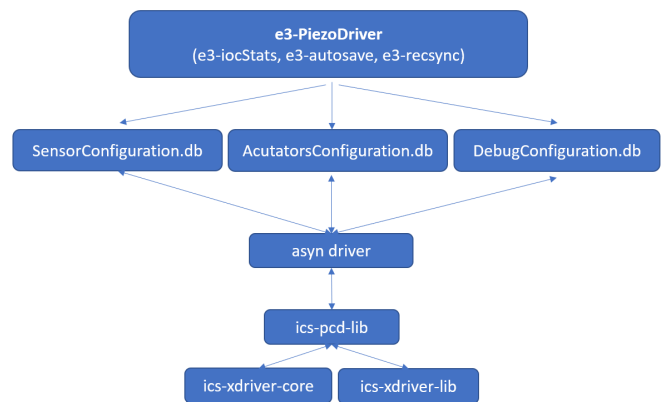 e3-PiezoDriver
(e3-iocStats, e3-autosave, e3-recsync)
SensorConfiguration.db
AcutatorsConfiguration.db
DebugConfiguration.db
asyn driver
ics-pcd-lib
ics-xdriver-core
ics-xdriver-lib